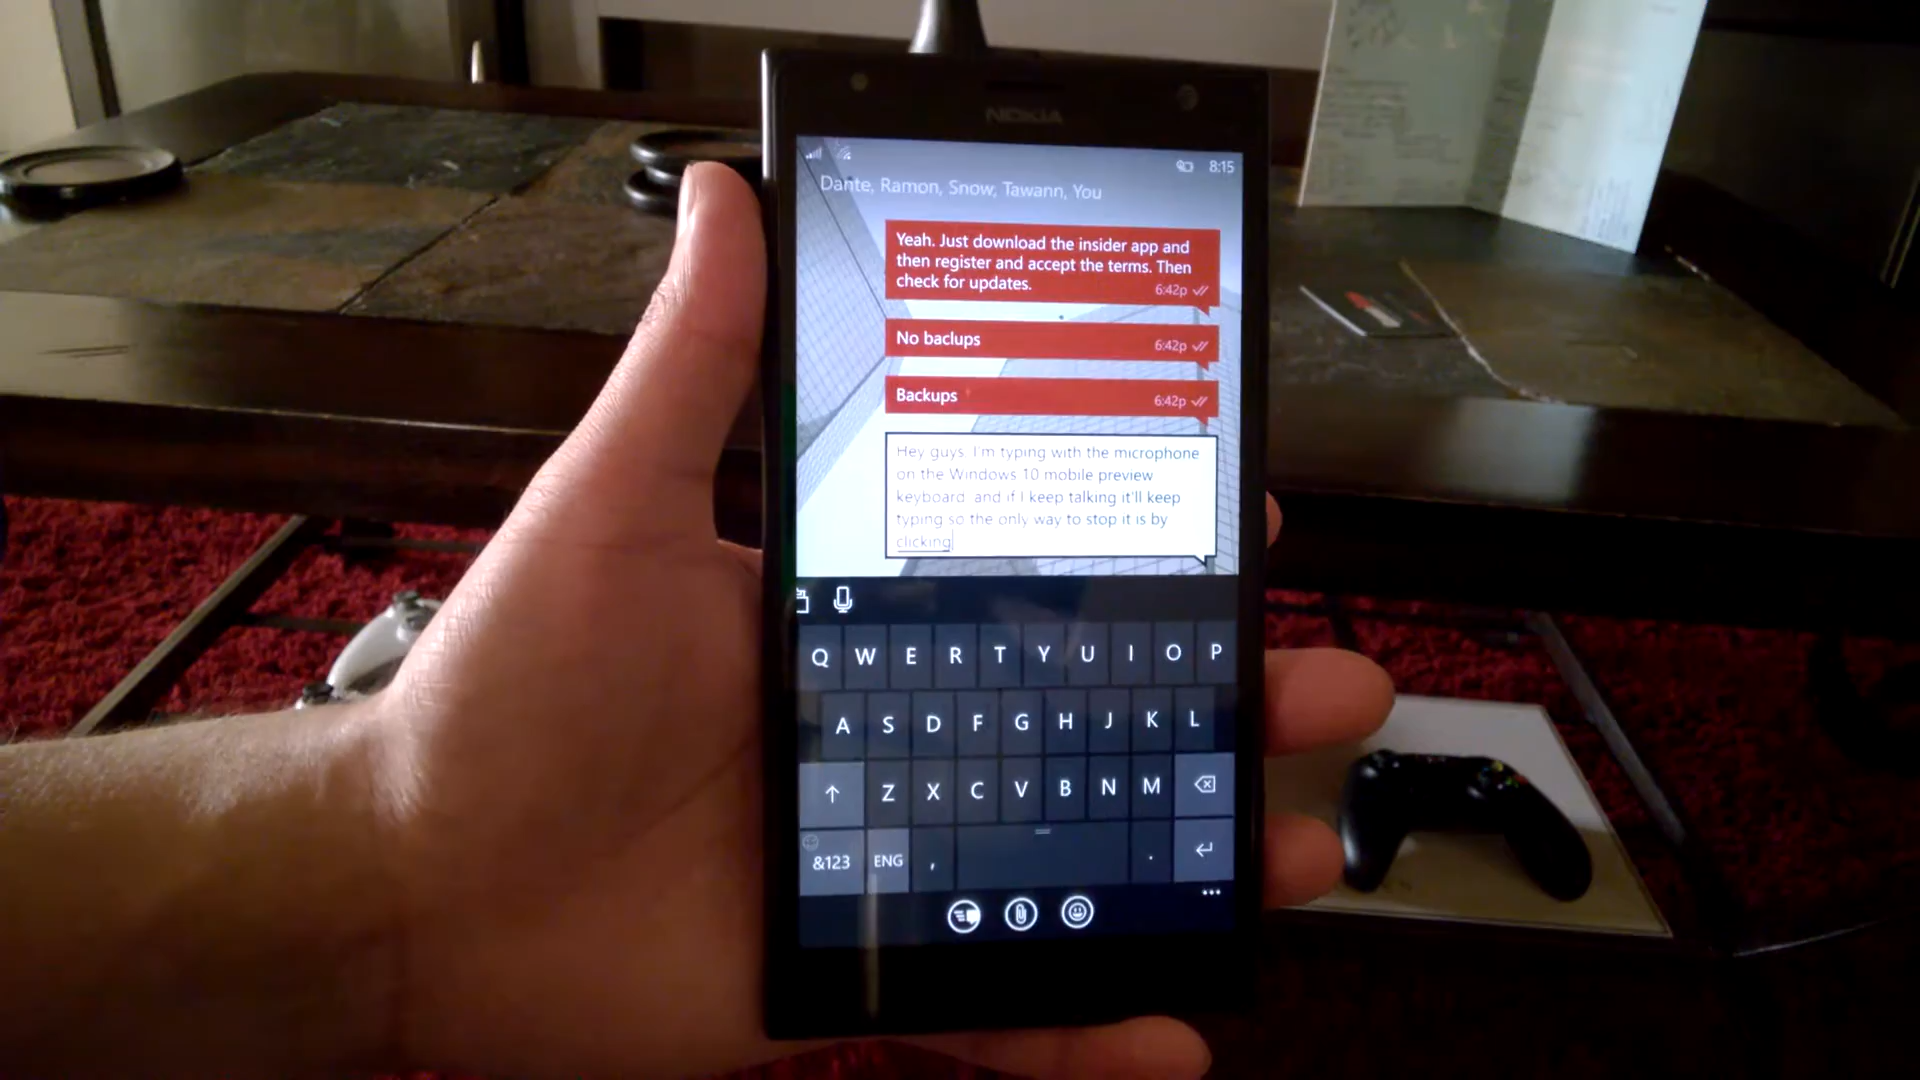 NOKIA
8:15
Dante, Ramon, Snow, Tawann, You
Yeah. Just download the insider app and
then register and accept the terms. Then
check for updates.
6:42p
No baclups
6:42p
Backups
6:42p
Hey guys, I'm typing with the microphone
on the Windows 10 mobile preview
keyboard and if I keep talking it'll keep
typing so the only way to stop it is by
clicking
Q W E R T Y U I O P
A S D F G H J K L
Z X C V B N M
&123 ENG , .